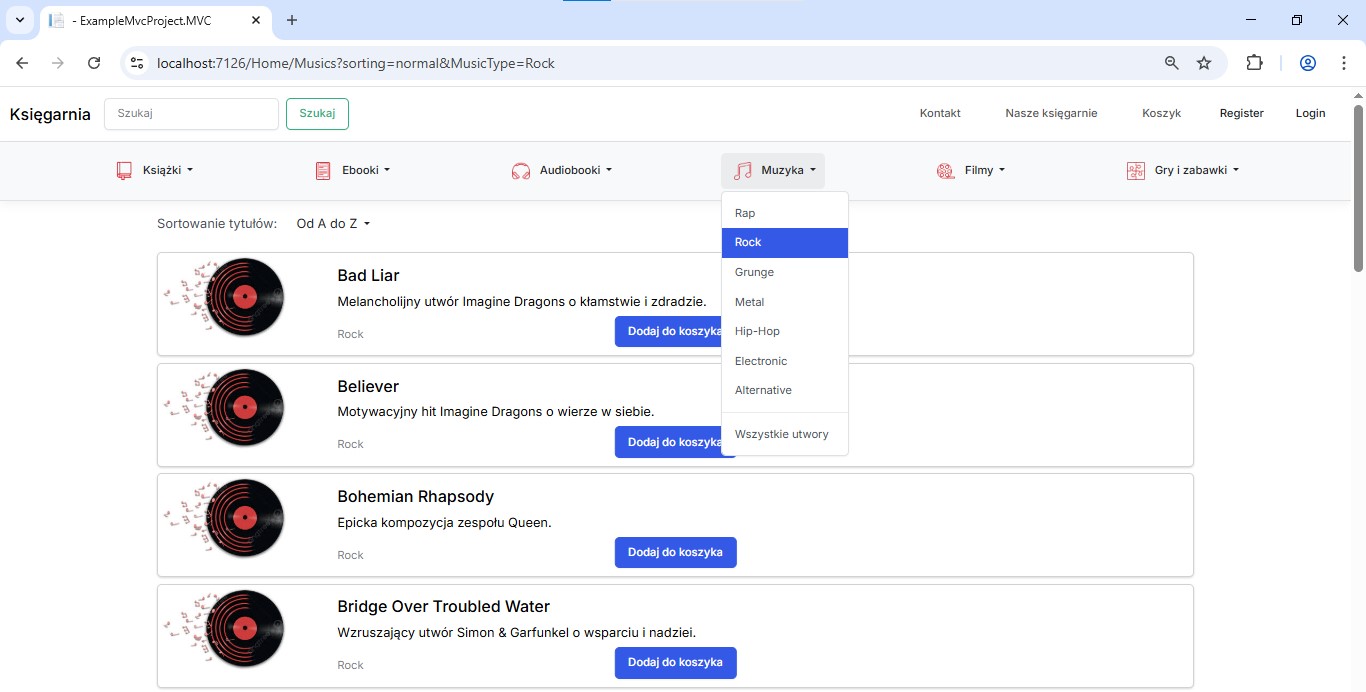 - ExampleMvcProject.MVC
localhost:7126/Home/Musics?sorting=normal&MusicType=Rock
Księgarnia Szukaj Szukaj Kontakt Nasze księgarnie Koszyk Register Login
Książki Ebooki Audiobooki Muzyka Filmy Gry i zabawki
Rap
Rock
Grunge
Metal
Hip-Hop
Electronic
Alternative
Wszystkie utwory
Sortowanie tytułów: Od A do Z
Bad Liar
Melancholijny utwór Imagine Dragons o kłamstwie i zdradzie.
Rock Dodaj do koszyka
Believer
Motywacyjny hit Imagine Dragons o wierze w siebie.
Rock Dodaj do koszyka
Bohemian Rhapsody
Epicka kompozycja zespołu Queen.
Rock Dodaj do koszyka
Bridge Over Troubled Water
Wzruszający utwór Simon & Garfunkel o wsparciu i nadziei.
Rock Dodaj do koszyka